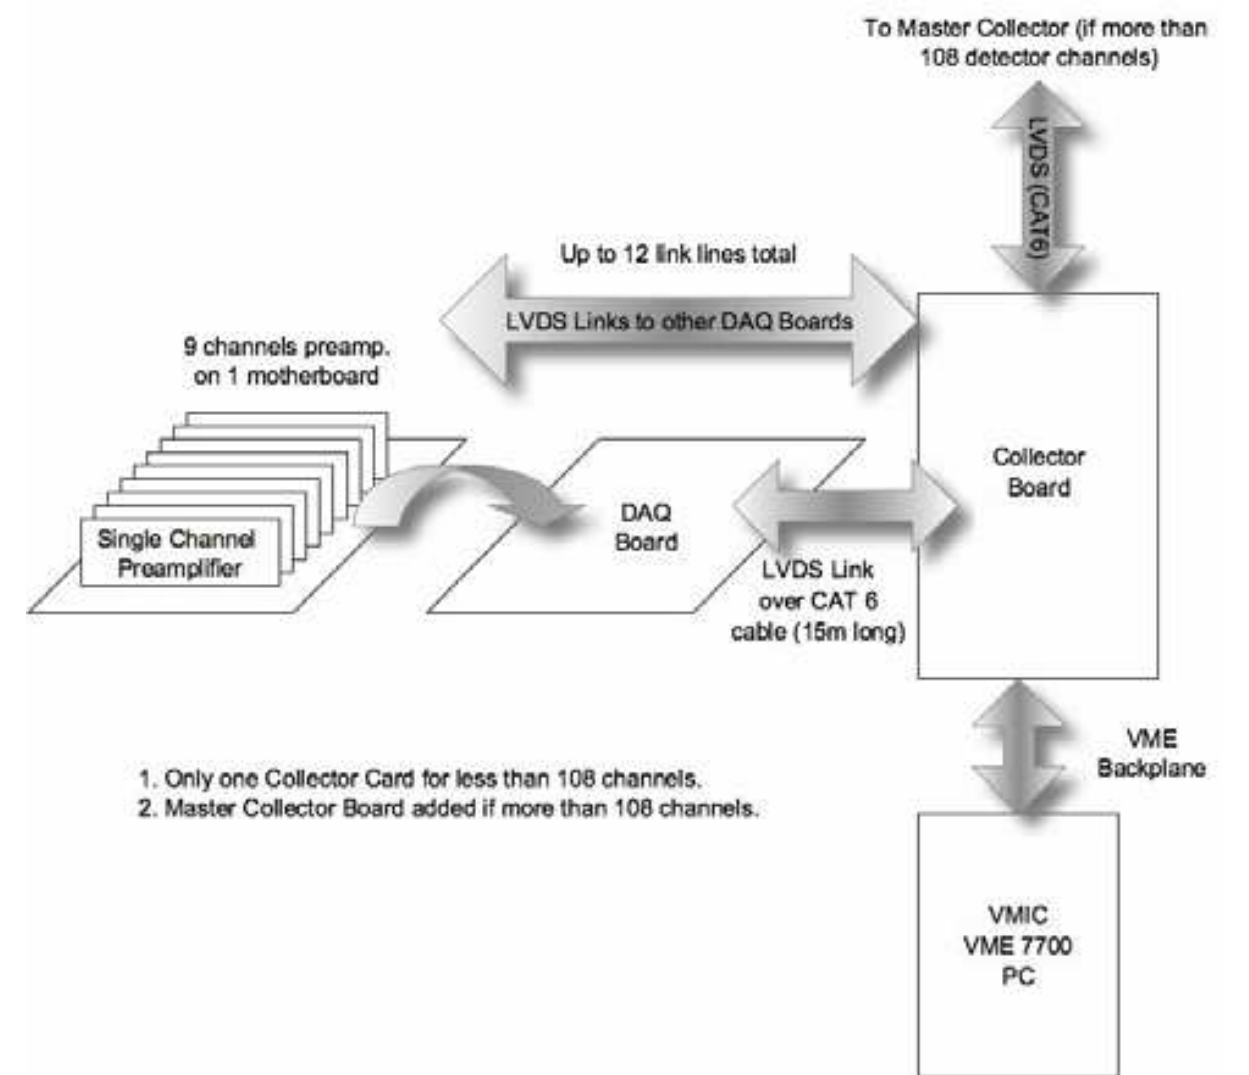 To Master Collector (if more than
108 detector channels)
LVDS (CAT6)
Up to 12 link lines total
LVDS Links to other DAQ Boards
9 channels preamp.
on 1 motherboard
Collector
Board
Single Channel
Preamplifier
DAQ
Board
LVDS Link
over CAT 6
cable (15m long)
VME
Backplane
1. Only one Collector Card for less than 108 channels.
2. Master Collector Board added if more than 108 channels.
VMIC
VME 7700
PC